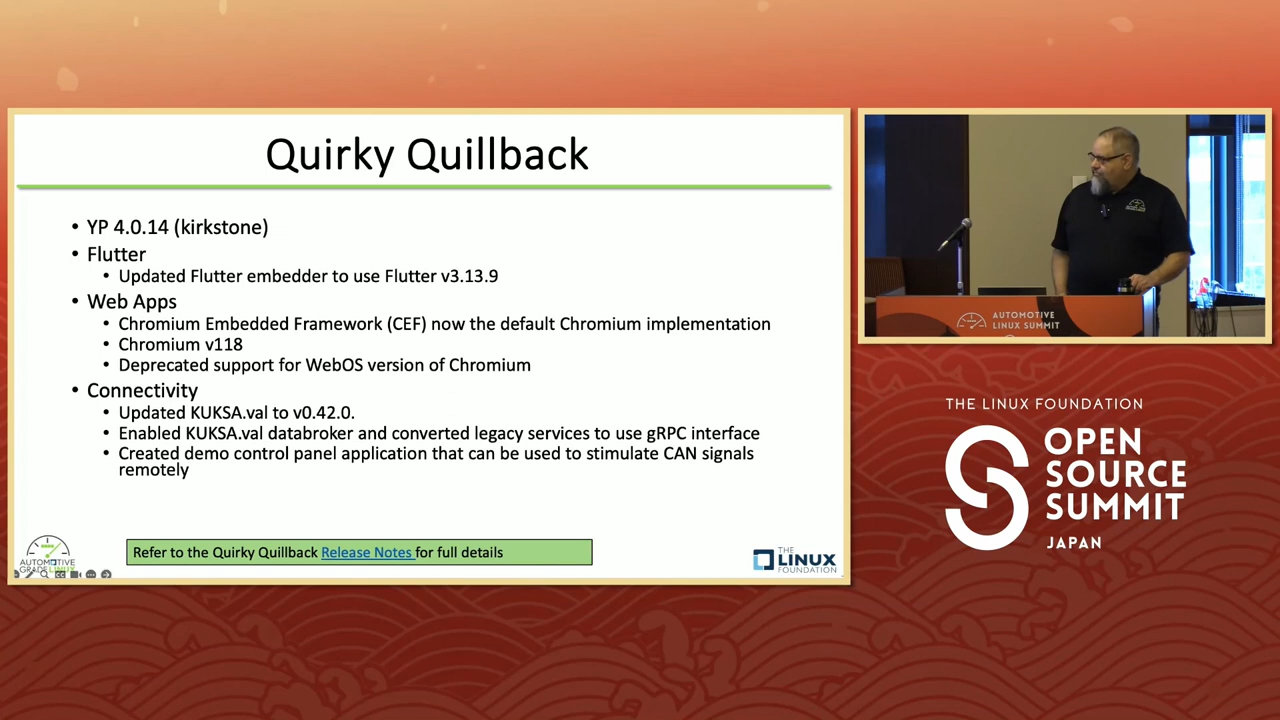 Quirky Quillback
• YP 4.0.14 (kirkstone)
• Flutter
• Updated Flutter embedder to use Flutter v3.13.9
• Web Apps
• Chromium Embedded Framework (CEF) now the default Chromium implementation
• Chromium v118
• Deprecated support for WebOS version of Chromium
• Connectivity
• Updated KUKSA.val to v0.42.0.
• Enabled KUKSA.val databroker and converted legacy services to use gRPC interface
• Created demo control panel application that can be used to stimulate CAN signals
remotely
Refer to the Quirky Quillback Release Notes for full details
AUTOMOTIVE
GRADE LINUX
THE
LINUX
FOUNDATION
AUTOMOTIVE
LINUX SUMMIT
THE LINUX FOUNDATION
OPEN
SOURCE
SUMMIT
JAPAN